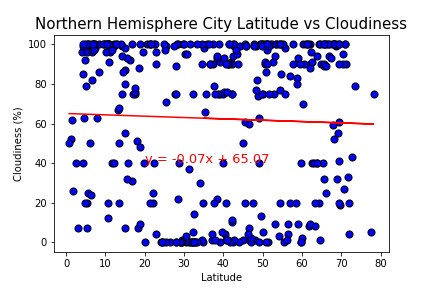 Northern Hemisphere City Latitude vs Cloudiness
100
80
60
40
20
0
Cloudiness (%)
y = -0.07x + 65.07
0 10 20 30 40 50 60 70 80
Latitude